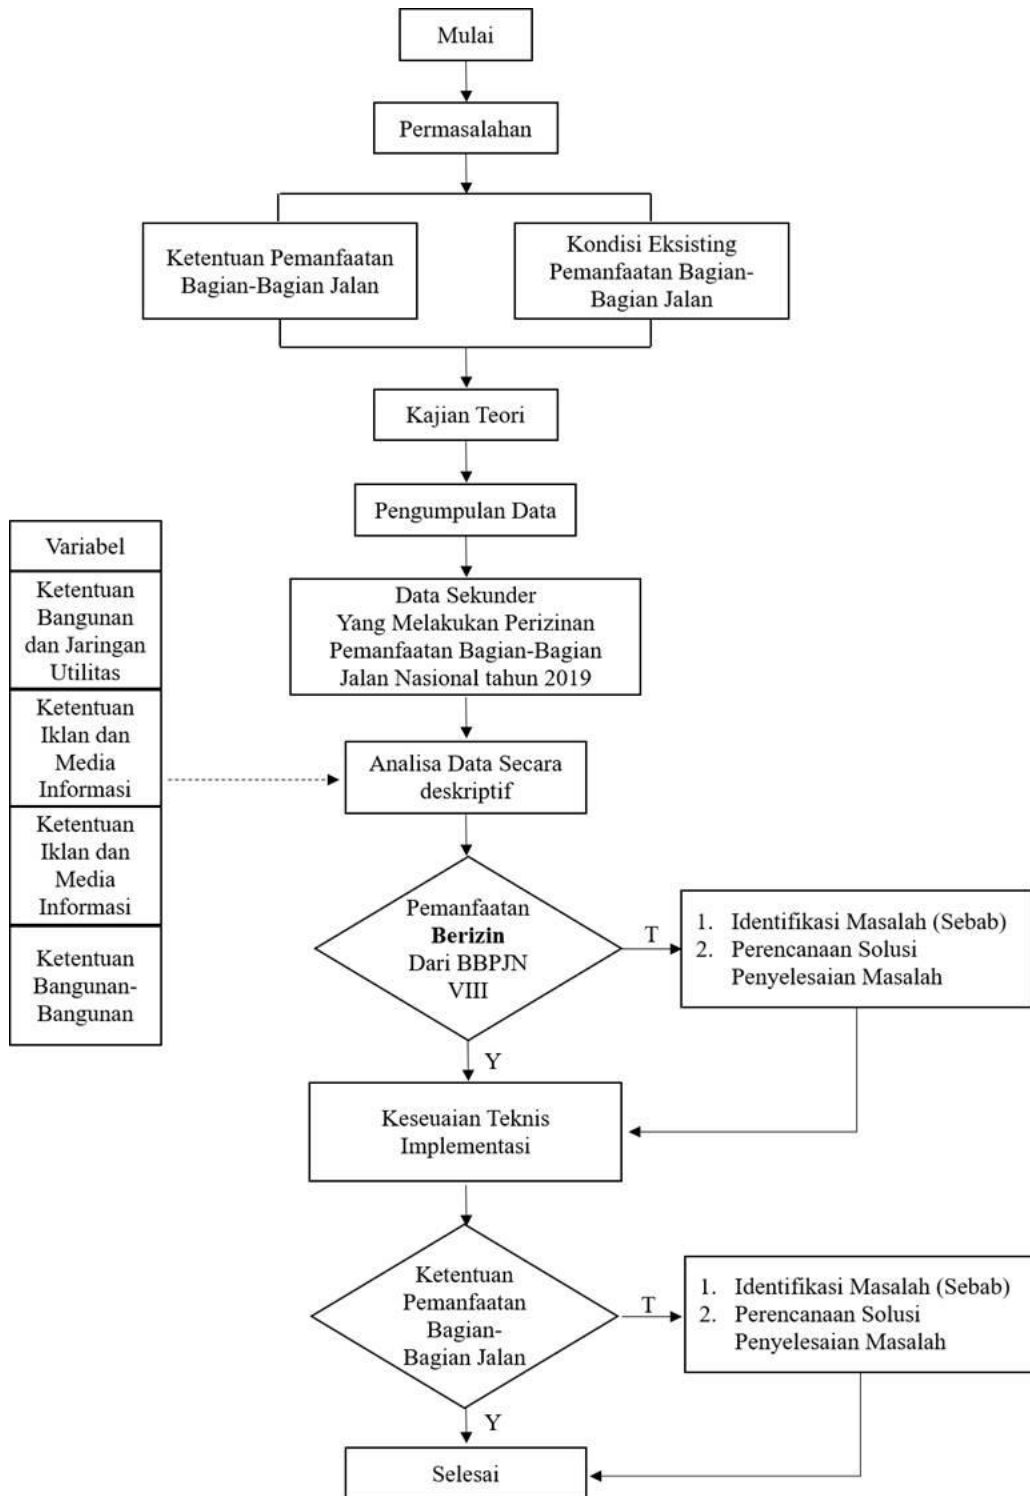 Mulai
Permasalahan
Ketentuan Pemanfaatan
Bagian-Bagian Jalan
Kondisi Eksisting
Pemanfaatan Bagian-
Bagian Jalan
Kajian Teori
Pengumpulan Data
Data Sekunder
Yang Melakukan Perizinan
Pemanfaatan Bagian-Bagian
Jalan Nasional tahun 2019
Variabel
Ketentuan
Bangunan
dan Jaringan
Utilitas
Ketentuan
Iklan dan
Media
Informasi
Ketentuan
Iklan dan
Media
Informasi
Ketentuan
Bangunan-
Bangunan
Analisa Data Secara
deskriptif
Pemanfaatan
Berizin
Dari BBPJN
VIII
T
1. Identifikasi Masalah (Sebab)
2. Perencanaan Solusi
Penyelesaian Masalah
Y
Keseuaian Teknis
Implementasi
Ketentuan
Pemanfaatan
Bagian-
Bagian Jalan
T
1. Identifikasi Masalah (Sebab)
2. Perencanaan Solusi
Penyelesaian Masalah
Y
Selesai